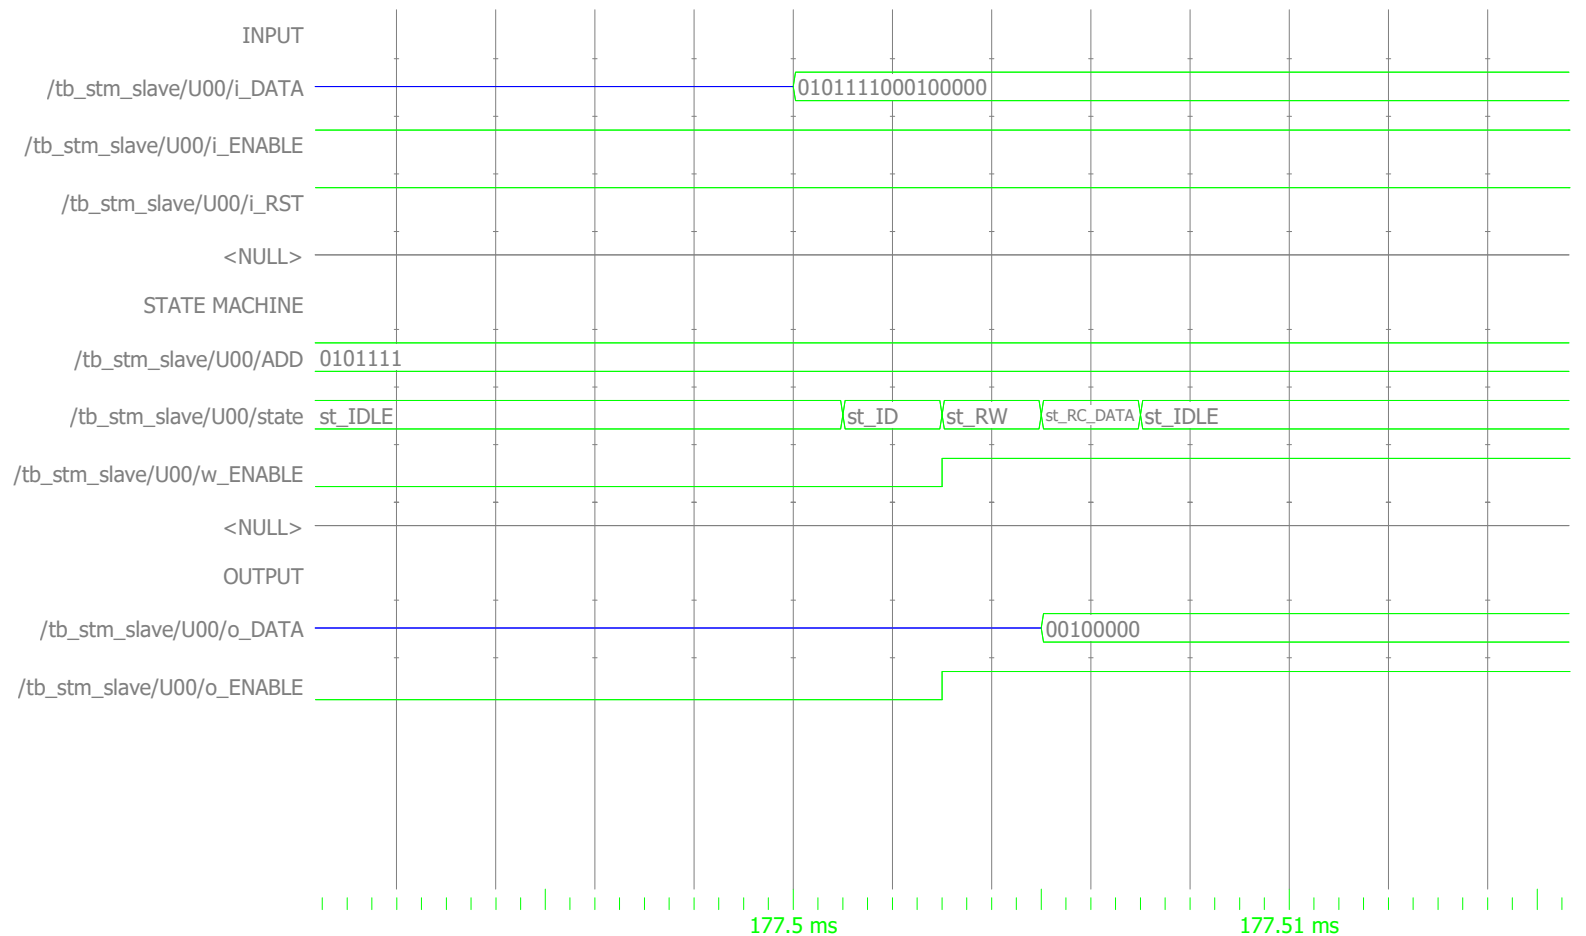 INPUT
/tb_stm_slave/U00/i_DATA 0101111000100000
/tb_stm_slave/U00/i_ENABLE
/tb_stm_slave/U00/i_RST
<NULL>
STATE MACHINE
/tb_stm_slave/U00/ADD 0101111
/tb_stm_slave/U00/state st_IDLE st_ID st_RW st_RC_DATA st_IDLE
/tb_stm_slave/U00/w_ENABLE
<NULL>
OUTPUT
/tb_stm_slave/U00/o_DATA 00100000
/tb_stm_slave/U00/o_ENABLE
177.5 ms 177.51 ms